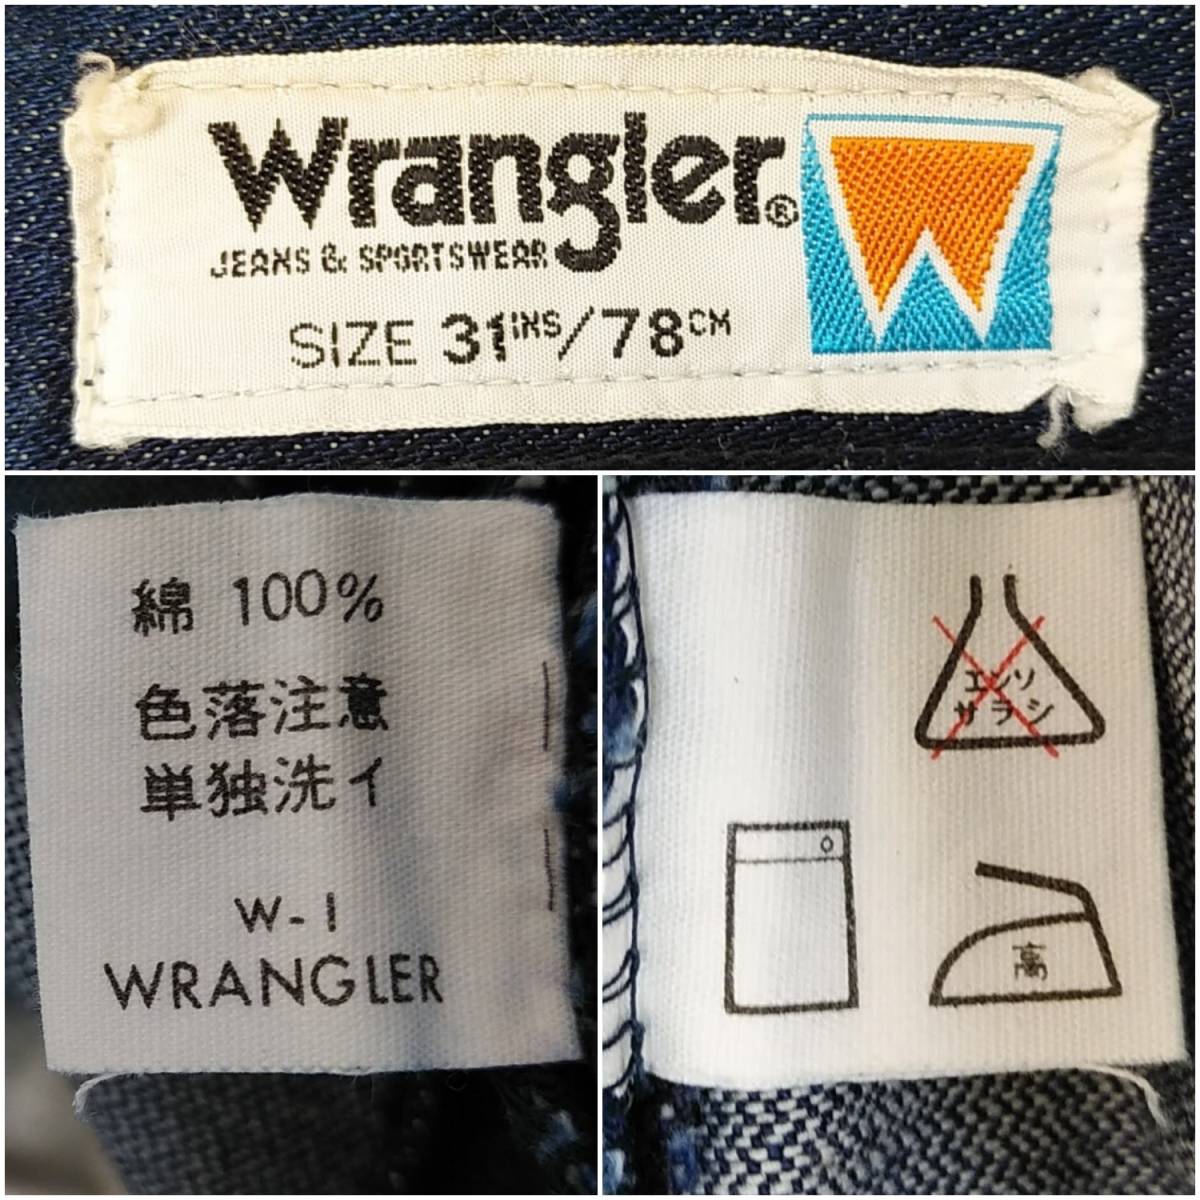 Wrangler®
JEANS & SPORTSWEAR
SIZE 31INS/78CM
綿 100%
色落注意
単独洗イ
W-1
WRANGLER
エンソ
サラシ
高